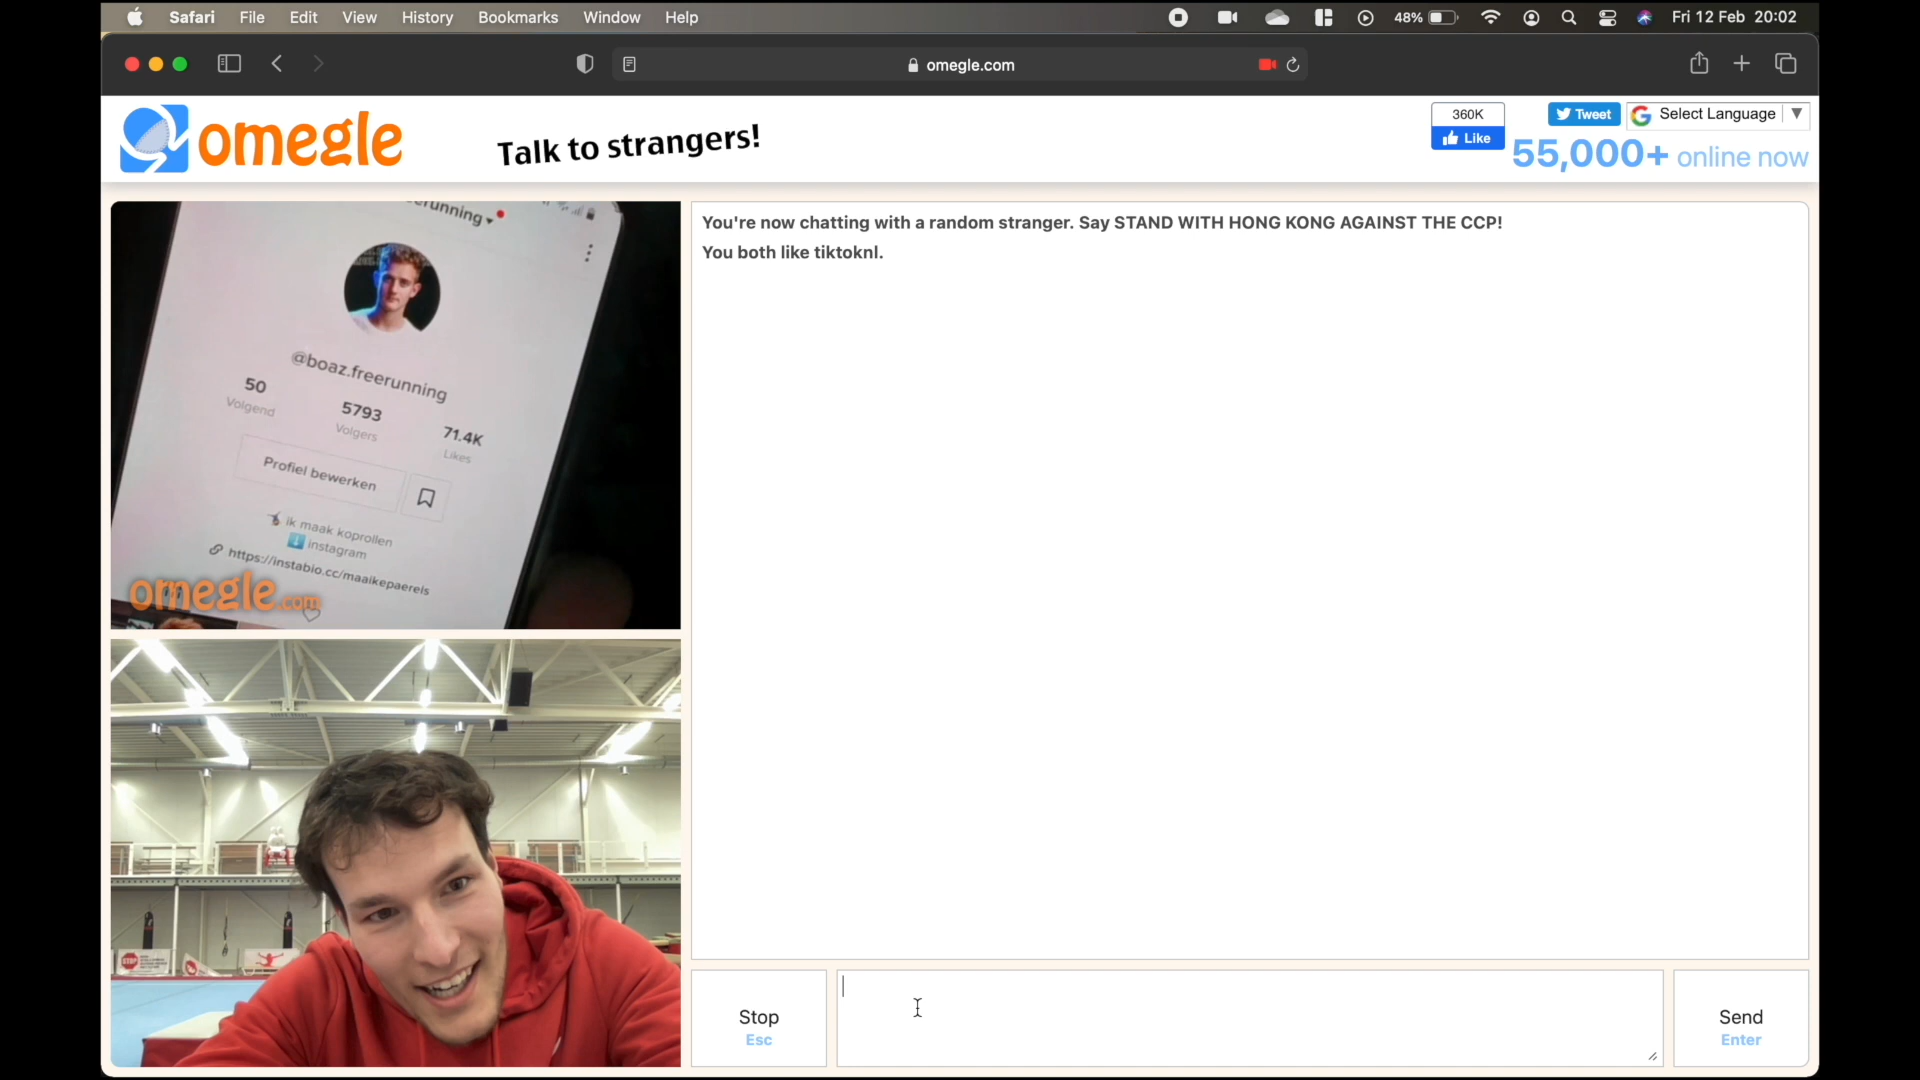 Safari File Edit View History Bookmarks Window Help 48% Fri 12 Feb 20:02
omegle.com
omegle Talk to strangers!
360K
Like
Tweet
Select Language
55,000+ online now
You're now chatting with a random stranger. Say STAND WITH HONG KONG AGAINST THE CCP!
You both like tiktoknl.
@boaz.freerunning
50 5793 71.4K
Volgend Volgers Likes
Profiel bewerken
ik maak koprollen
instagram
https://instabio.cc/maaikepaerels
omegle.com
STOP
Stop
Esc
Send
Enter